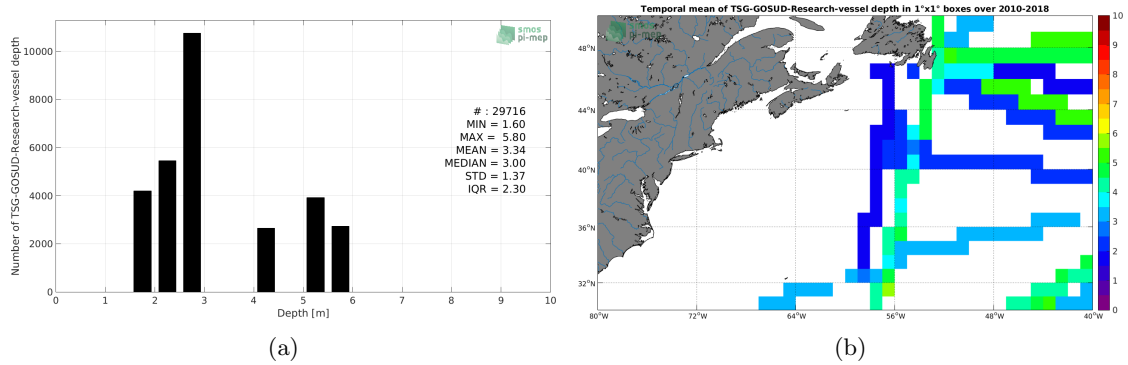 Number of TSG-GOSUD-Research-vessel depth
10000
8000
6000
4000
2000
0
0 1 2 3 4 5 6 7 8 9 10
Depth [m]
smos
pi-mep
# : 29716
MIN = 1.60
MAX = 5.80
MEAN = 3.34
MEDIAN = 3.00
STD = 1.37
IQR = 2.30
(a)
Temporal mean of TSG-GOSUD-Research-vessel depth in 1°x1° boxes over 2010-2018
smos
pi-mep
48°N
44°N
40°N
36°N
32°N
80°W 72°W 64°W 56°W 48°W 40°W
10
9
8
7
6
5
4
3
2
1
0
(b)